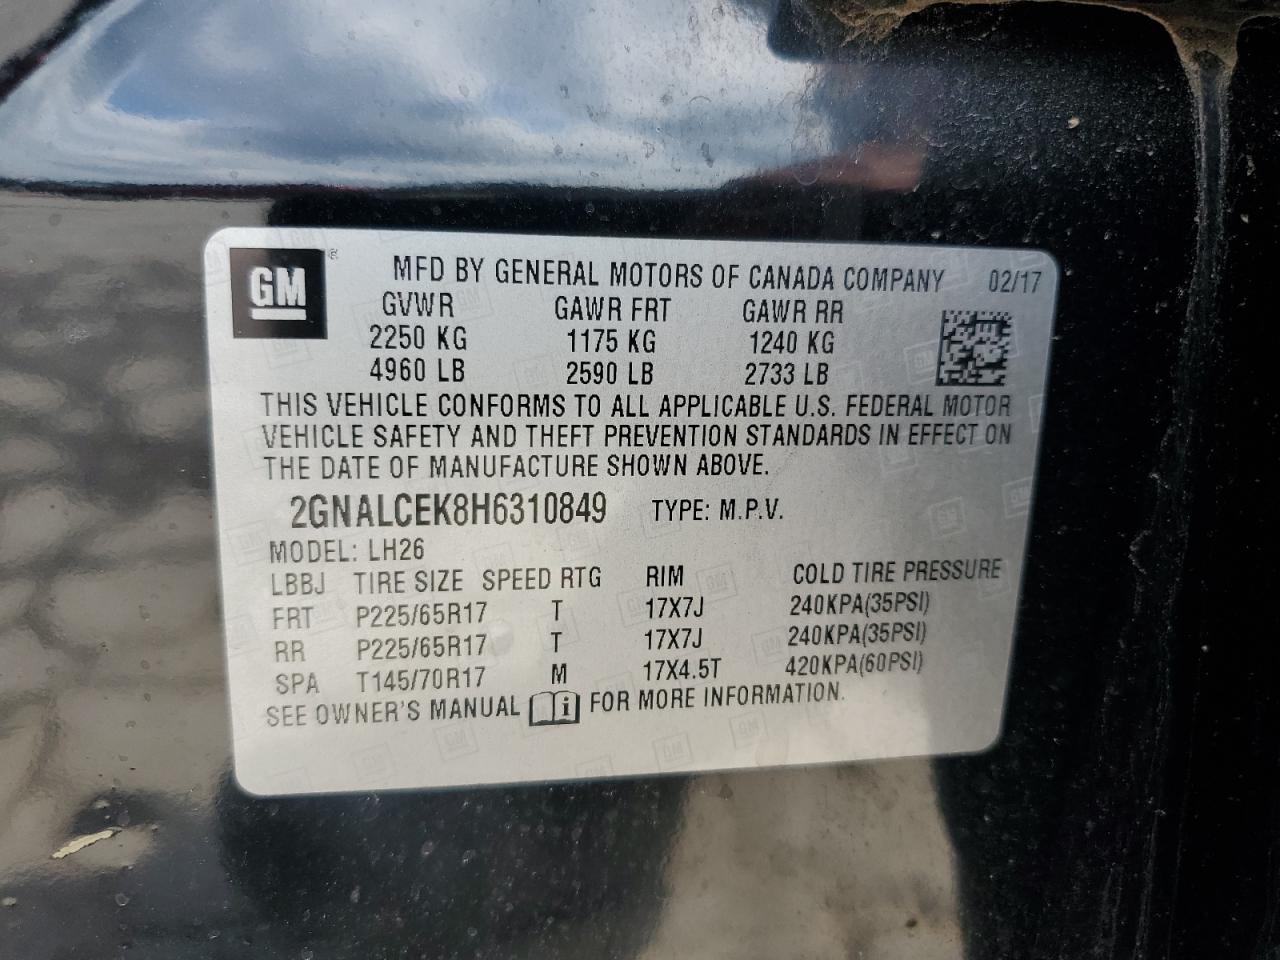 GM
MFD BY GENERAL MOTORS OF CANADA COMPANY 02/17
GVWR GAWR FRT GAWR RR
2250 KG 1175 KG 1240 KG
4960 LB 2590 LB 2733 LB
THIS VEHICLE CONFORMS TO ALL APPLICABLE U.S. FEDERAL MOTOR
VEHICLE SAFETY AND THEFT PREVENTION STANDARDS IN EFFECT ON
THE DATE OF MANUFACTURE SHOWN ABOVE.
2GNALCEK8H6310849 TYPE: M.P.V.
MODEL: LH26
LBBJ TIRE SIZE SPEED RTG RIM COLD TIRE PRESSURE
FRT P225/65R17 T 17X7J 240KPA(35PSI)
RR P225/65R17 T 17X7J 240KPA(35PSI)
SPA T145/70R17 M 17X4.5T 420KPA(60PSI)
SEE OWNER'S MANUAL i FOR MORE INFORMATION.